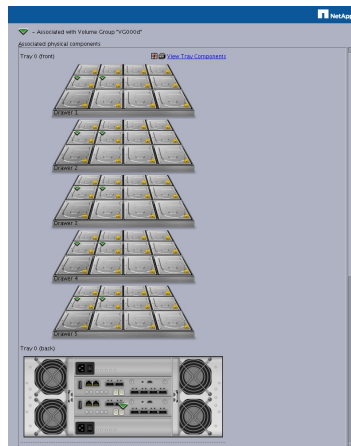 NetApp
- Associated with Volume Group "VG000d"
Associated physical components
Tray 0 (front)
View Tray Components
Drawer 1
Drawer 2
Drawer 3
Drawer 4
Drawer 5
Tray 0 (back)